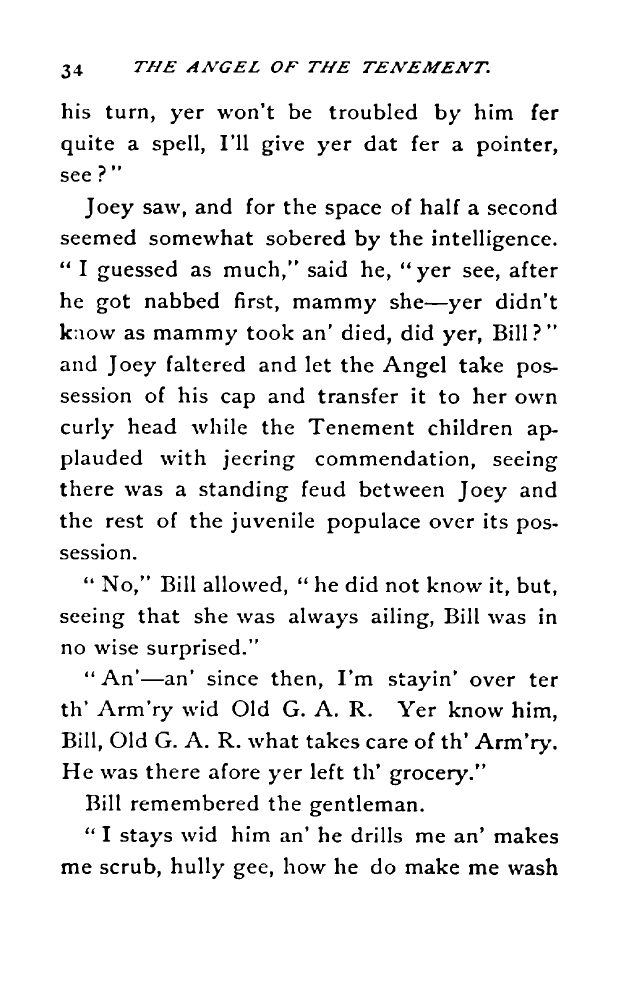 34 THE ANGEL OF THE TENEMENT.
his turn, yer won't be troubled by him fer
quite a spell, I'll give yer dat fer a pointer,
see?"
Joey saw, and for the space of half a second
seemed somewhat sobered by the intelligence.
"I guessed as much," said he, "yer see, after
he got nabbed first, mammy she—yer didn't
know as mammy took an' died, did yer, Bill?"
and Joey faltered and let the Angel take pos-
session of his cap and transfer it to her own
curly head while the Tenement children ap-
plauded with jeering commendation, seeing
there was a standing feud between Joey and
the rest of the juvenile populace over its pos-
session.
"No," Bill allowed, "he did not know it, but,
seeing that she was always ailing, Bill was in
no wise surprised."
"An'—an' since then, I'm stayin' over ter
th' Arm'ry wid Old G. A. R. Yer know him,
Bill, Old G. A. R. what takes care of th' Arm'ry.
He was there afore yer left th' grocery."
Bill remembered the gentleman.
"I stays wid him an' he drills me an' makes
me scrub, hully gee, how he do make me wash